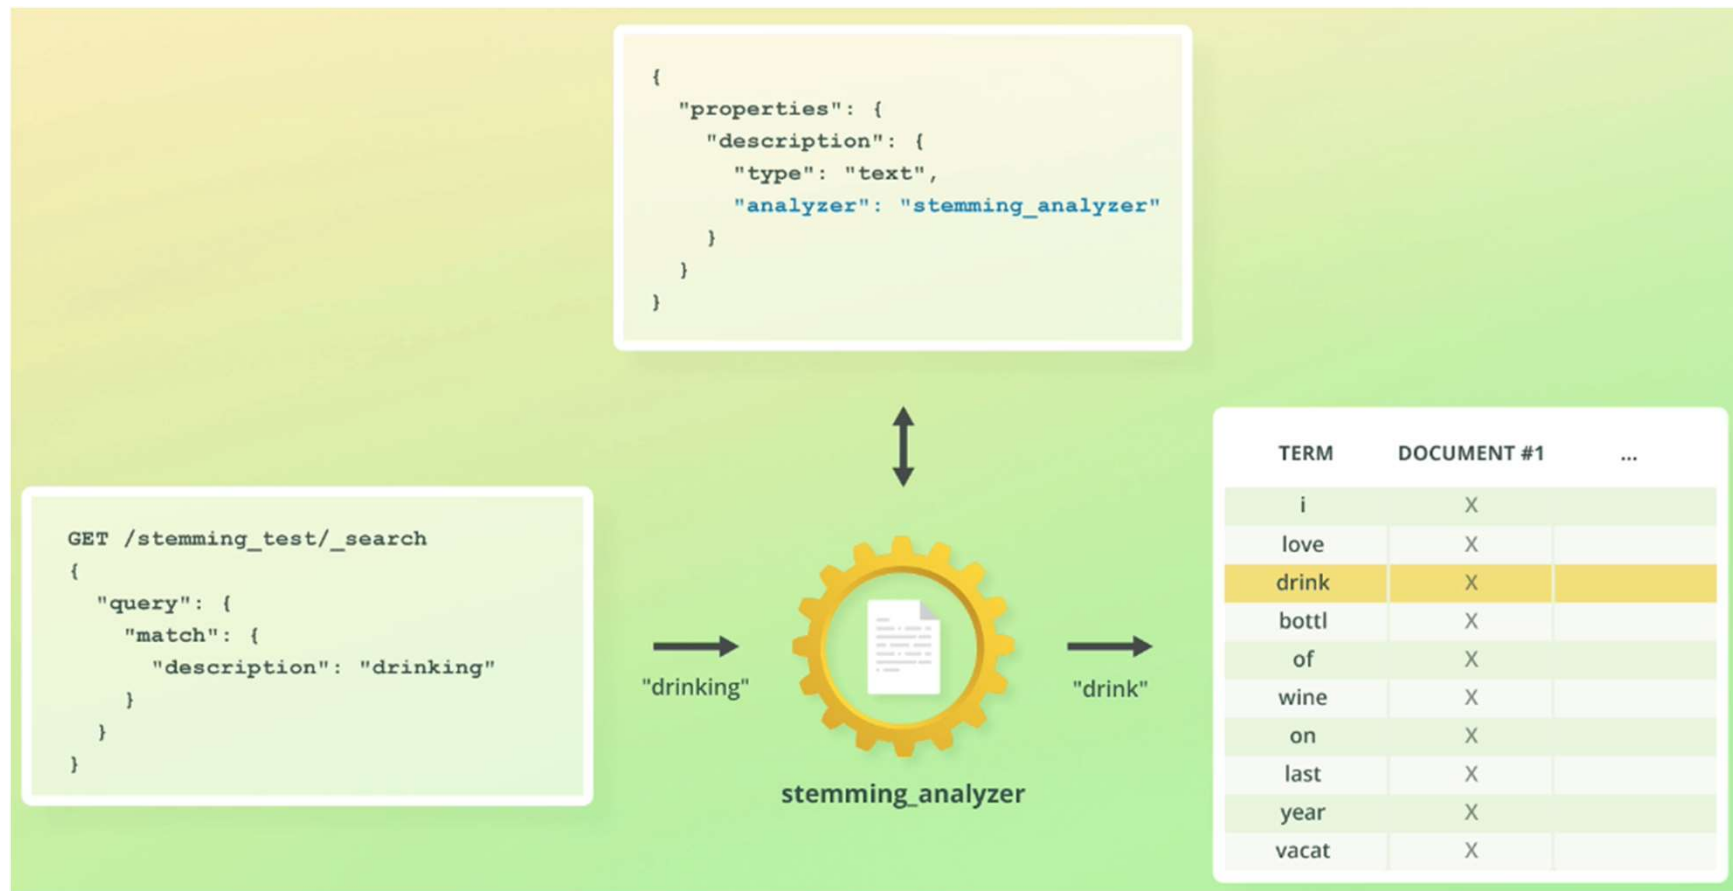 {
  "properties": {
    "description": {
      "type": "text",
      "analyzer": "stemming_analyzer"
    }
  }
}
GET /stemming_test/_search
{
  "query": {
    "match": {
      "description": "drinking"
    }
  }
}
"drinking"
stemming_analyzer
"drink"
TERM DOCUMENT #1 ...
i X
love X
drink X
bottl X
of X
wine X
on X
last X
year X
vacat X